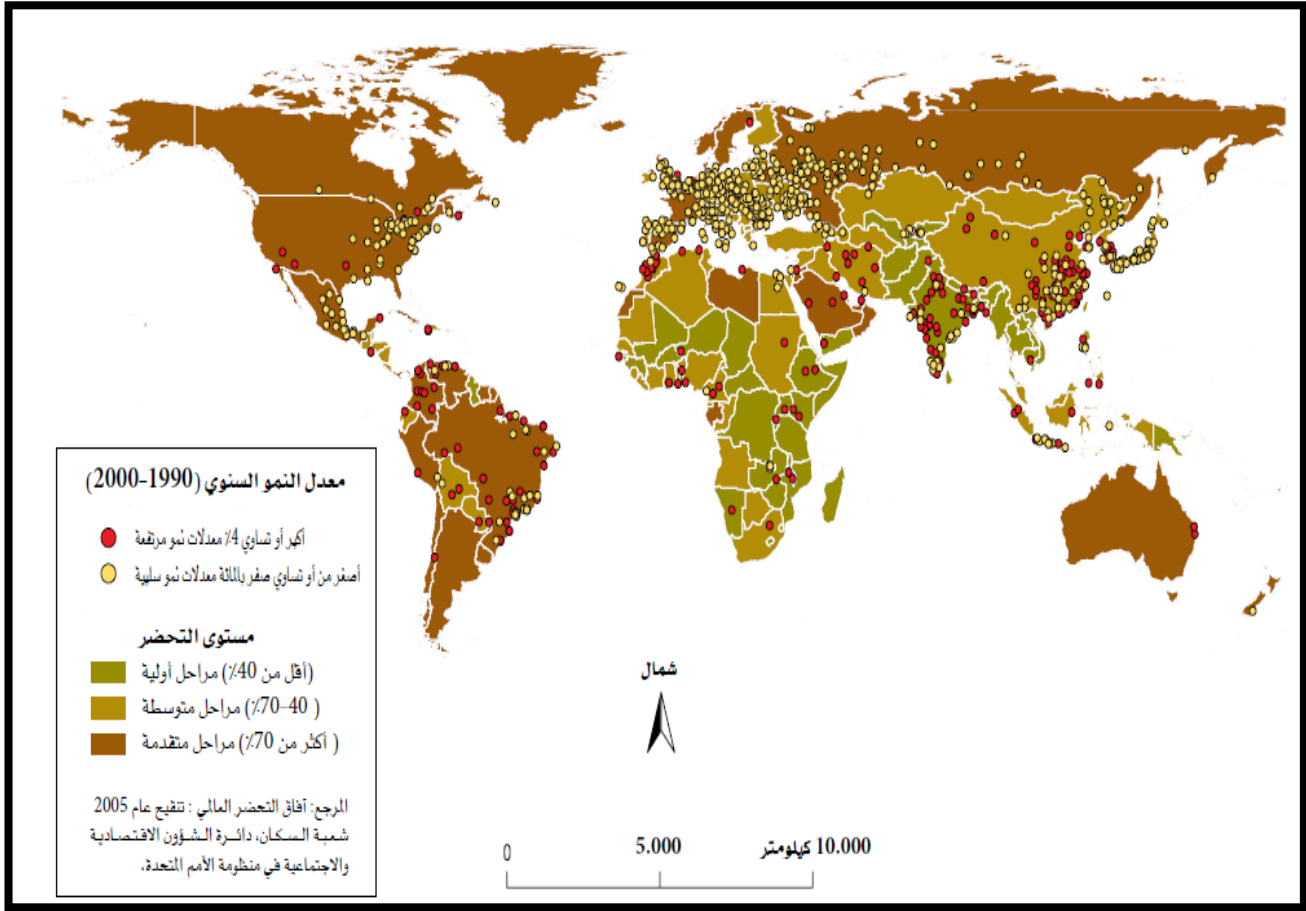 معدل النمو السنوي (1990-2000)
أكبر أو تساوي 4٪ معدلات نمو مرتفعة
أصغر من أو تساوي صفر بالمائة معدلات نمو سلبية
مستوى التحضر
(أقل من 40٪) مراحل أولية
(40-70٪) مراحل متوسطة
(أكثر من 70٪) مراحل متقدمة
المرجع: آفاق التحضر العالمي : تنقيح عام 2005
شعبة السكان، دائرة الشؤون الاقتصادية
والاجتماعية في منظومة الأمم المتحدة.
شمال
0 5.000 10.000 كيلومتر